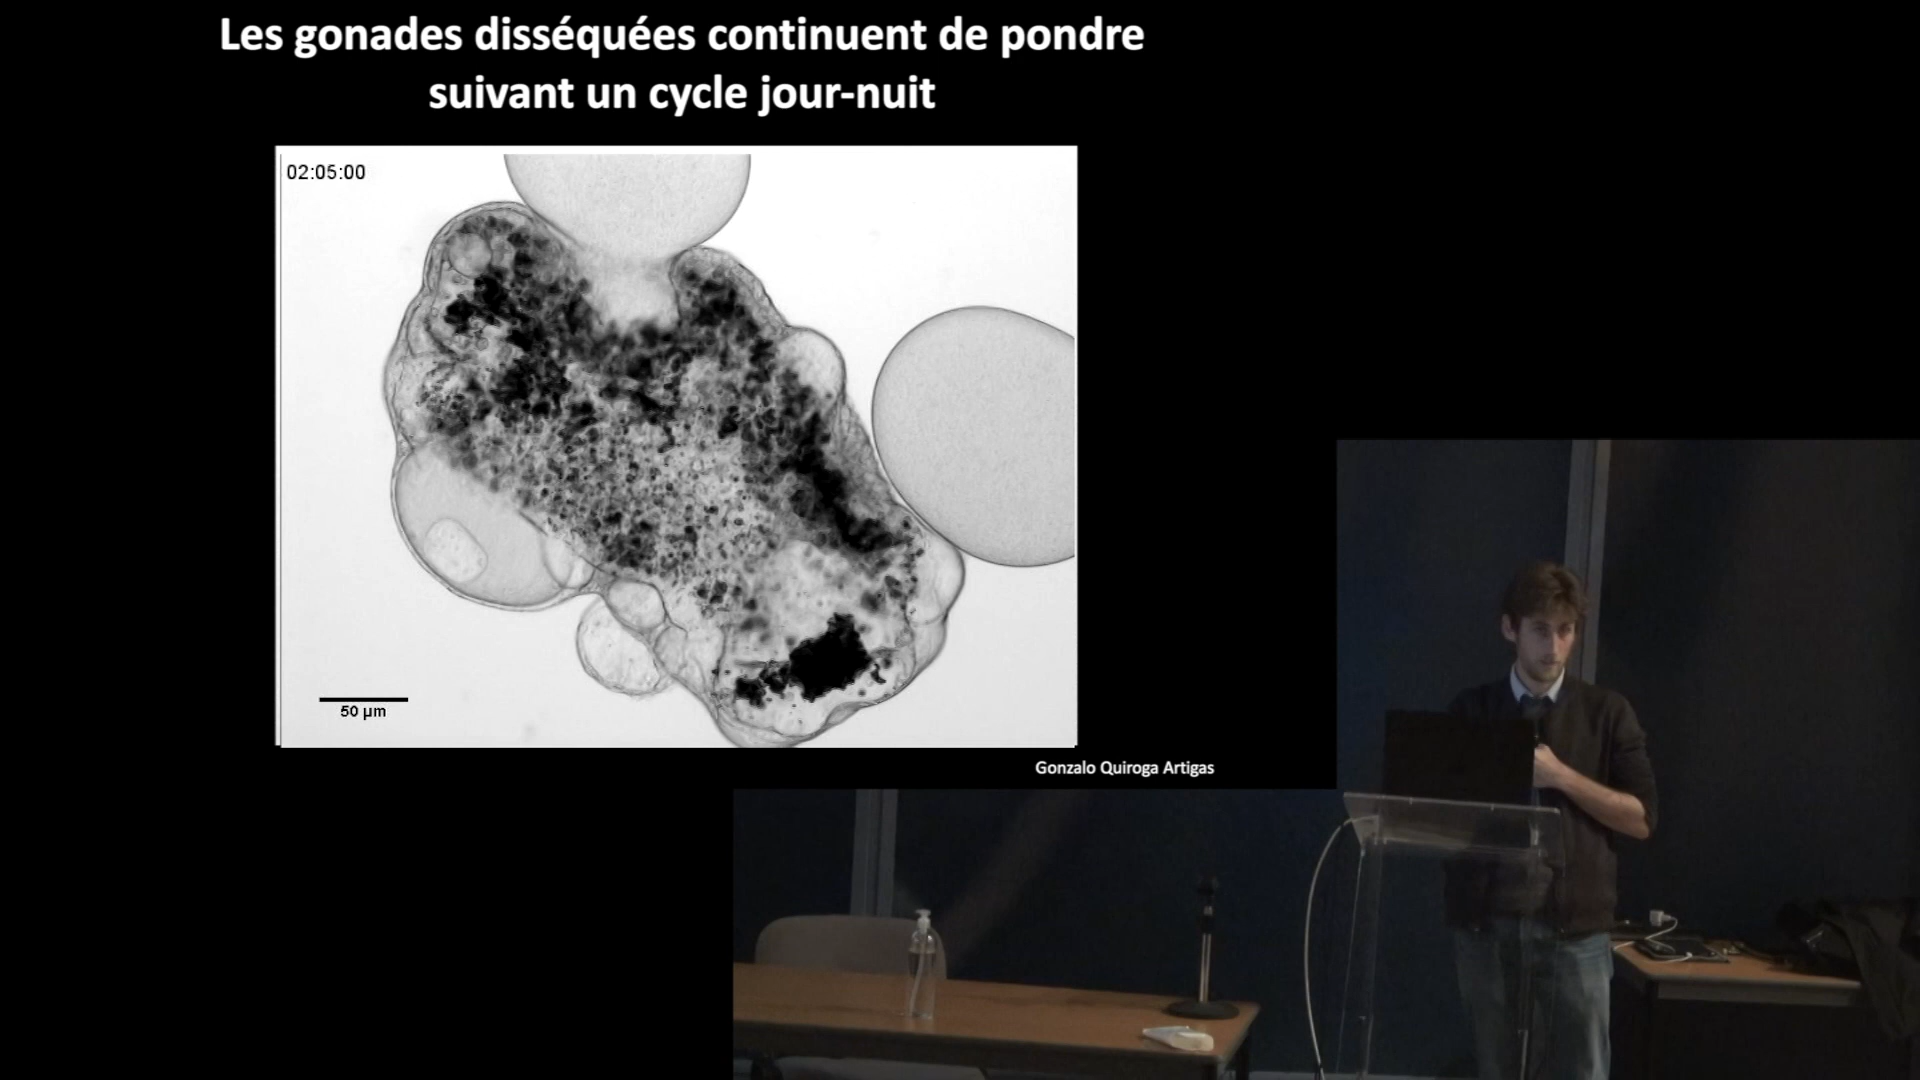 Les gonades disséquées continuent de pondre
suivant un cycle jour-nuit
02:05:00
50 µm
Gonzalo Quiroga Artigas